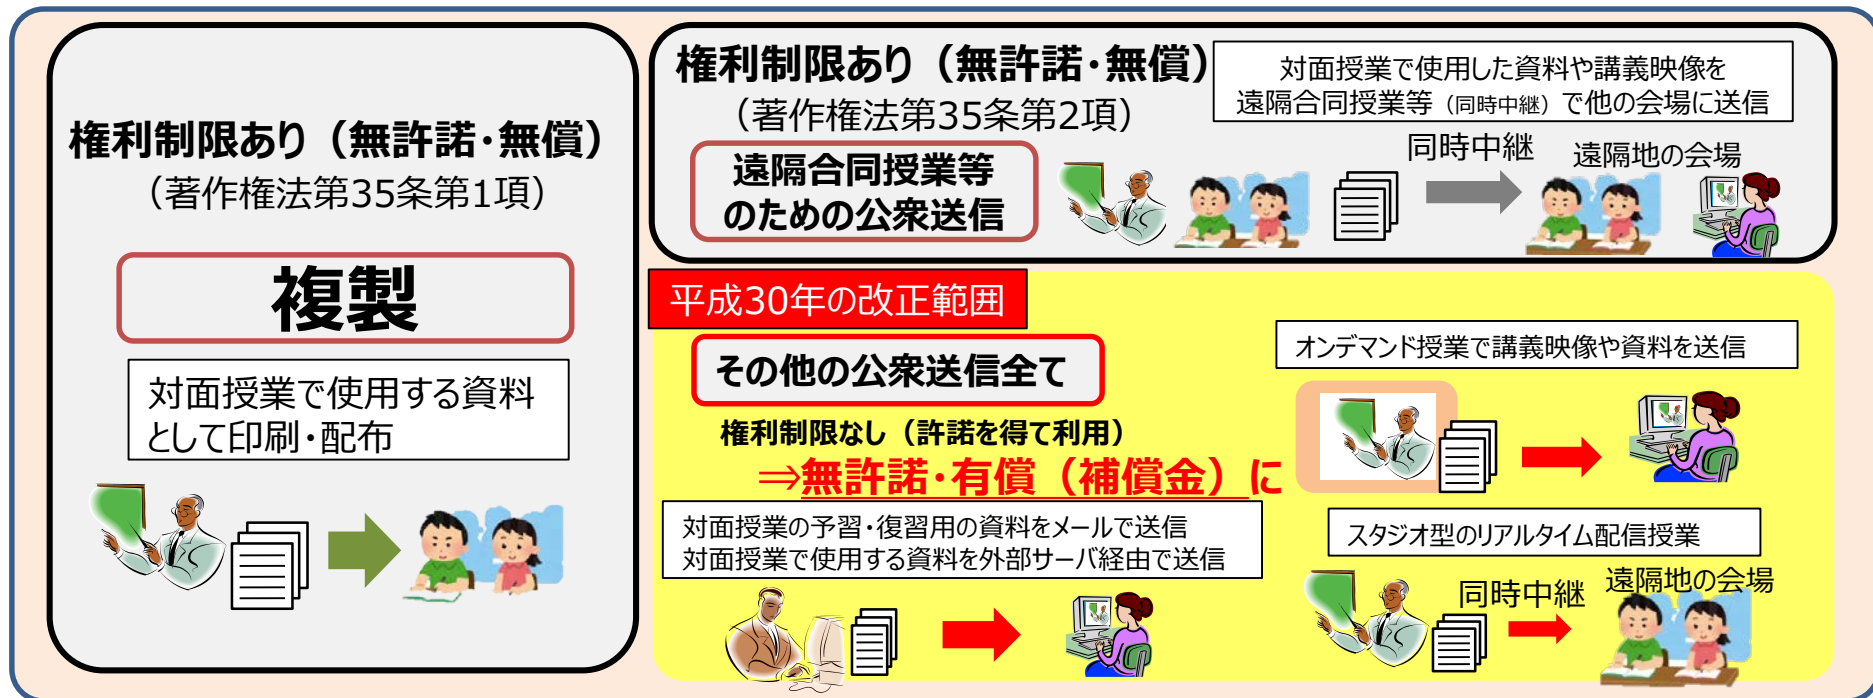 権利制限あり（無許諾・無償）
（著作権法第35条第1項）
複製
対面授業で使用する資料
として印刷・配布
権利制限あり（無許諾・無償）
（著作権法第35条第2項）
遠隔合同授業等
のための公衆送信
対面授業で使用した資料や講義映像を
遠隔合同授業等（同時中継）で他の会場に送信
同時中継
遠隔地の会場
平成30年の改正範囲
その他の公衆送信全て
権利制限なし（許諾を得て利用）
⇒無許諾・有償（補償金）に
対面授業の予習・復習用の資料をメールで送信
対面授業で使用する資料を外部サーバ経由で送信
オンデマンド授業で講義映像や資料を送信
スタジオ型のリアルタイム配信授業
同時中継
遠隔地の会場